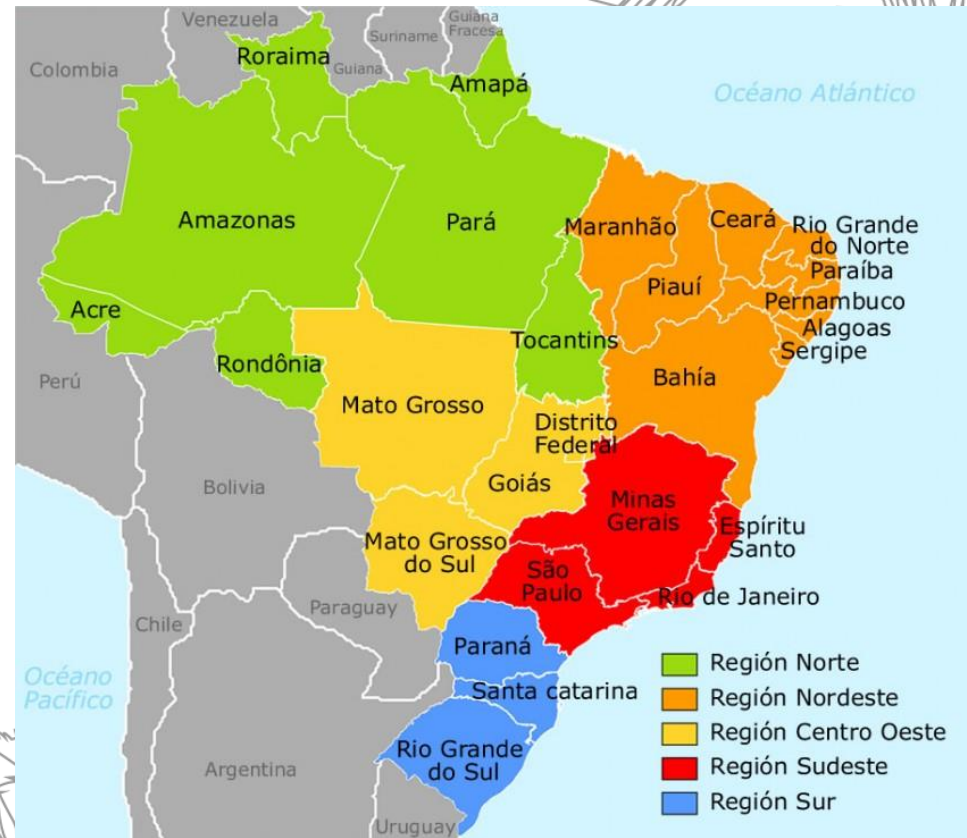 Venezuela
Guiana
Fracesa
Suriname
Roraima
Guiana
Colombia
Amapá
Océano Atlántico
Amazonas
Pará
Maranhão
Ceará
Rio Grande
do Norte
Paraíba
Piauí
Pernambuco
Acre
Alagoas
Tocantins
Sergipe
Rondônia
Perú
Bahía
Mato Grosso
Distrito
Federal
Goiás
Bolivia
Minas
Gerais
Espíritu
Santo
Mato Grosso
do Sul
São
Paulo
Rio de Janeiro
Paraguay
Chile
Paraná
Océano
Pacífico
Santa catarina
Rio Grande
do Sul
Argentina
Uruguay
Región Norte
Región Nordeste
Región Centro Oeste
Región Sudeste
Región Sur